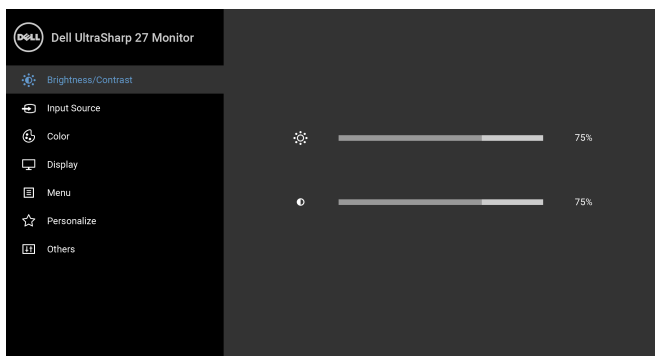 DELL
Dell UltraSharp 27 Monitor
Brightness/Contrast
Input Source
Color
75%
Display
Menu
75%
Personalize
Others